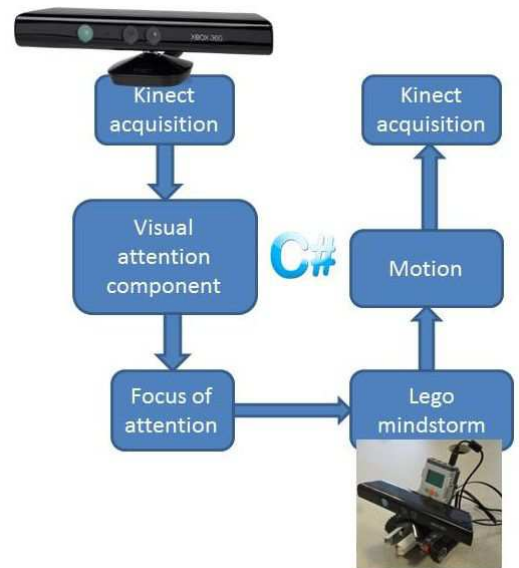 XBOX 360
Kinect
acquisition
Visual
attention
component
Focus of
attention
C#
Kinect
acquisition
Motion
Lego
mindstorm